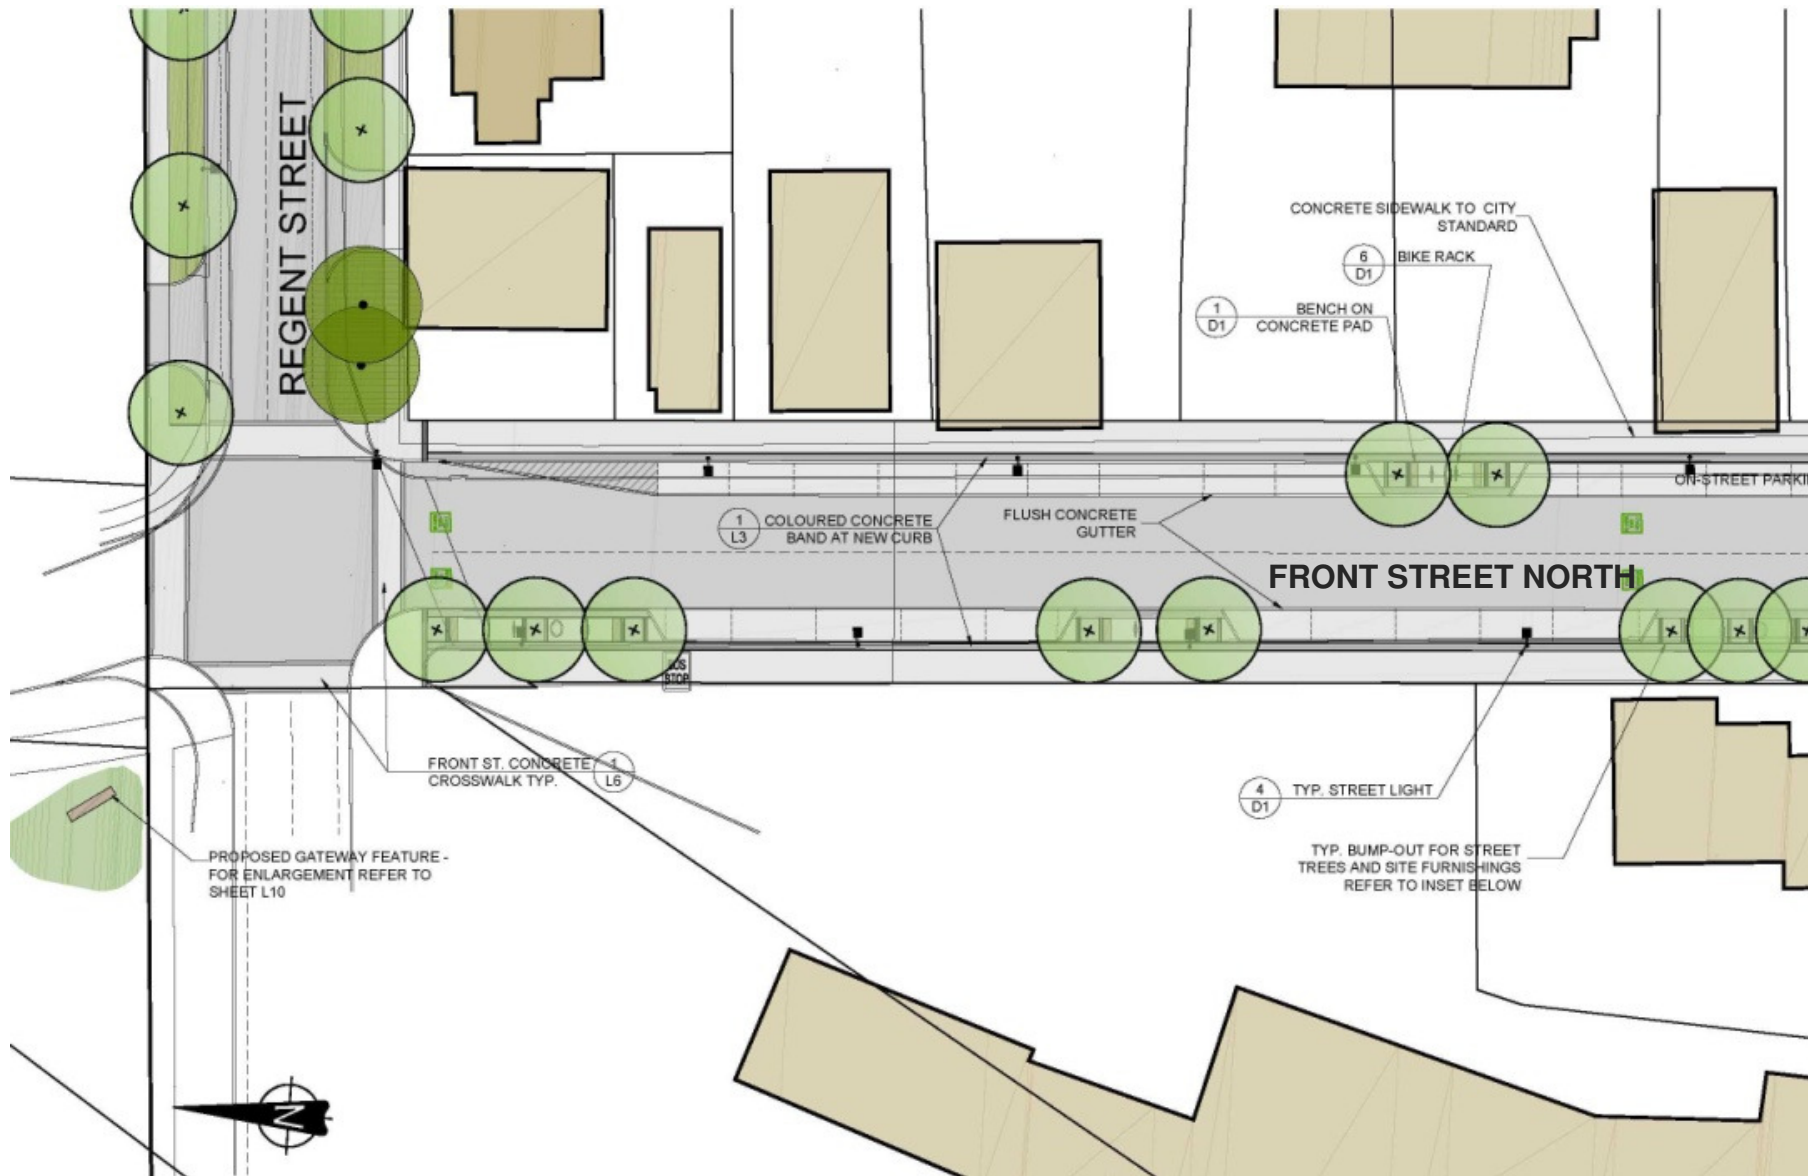 REGENT STREET
CONCRETE SIDEWALK TO CITY
STANDARD
6
D1
BIKE RACK
1
D1
BENCH ON
CONCRETE PAD
ON-STREET
1
L3
COLOURED CONCRETE
BAND AT NEW CURB
FLUSH CONCRETE
GUTTER
FRONT STREET NORTH
STOP
FRONT ST. CONCRETE
CROSSWALK TYP.
1
L6
4
D1
TYP. STREET LIGHT
PROPOSED GATEWAY FEATURE -
FOR ENLARGEMENT REFER TO
SHEET L10
TYP. BUMP-OUT FOR STREET
TREES AND SITE FURNISHINGS
REFER TO INSET BELOW
N